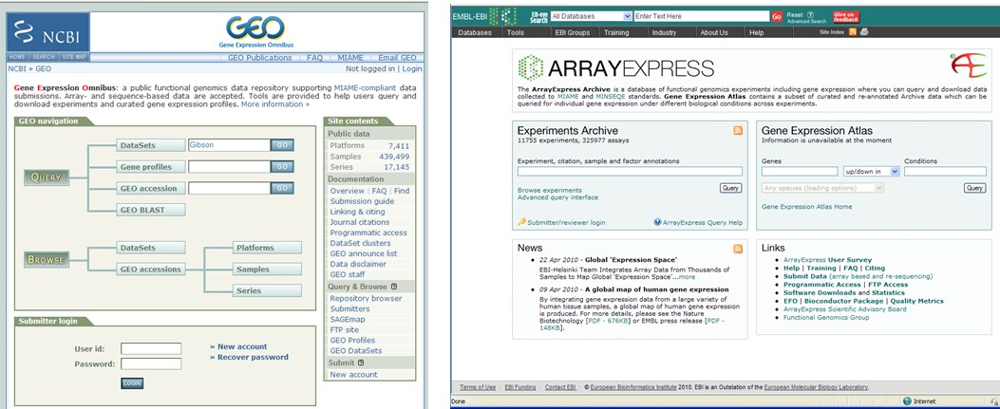 NCBI
GEO
Gene Expression Omnibus
HOME SEARCH SITE MAP
GEO Publications FAQ MIAME Email GEO
NCBI » GEO
Not logged in | Login
Gene Expression Omnibus: a public functional genomics data repository supporting MIAME-compliant data
submissions. Array- and sequence-based data are accepted. Tools are provided to help users query and
download experiments and curated gene expression profiles. More information »
GEO navigation
QUERY
DataSets Gibson GO
Gene profiles GO
GEO accession GO
GEO BLAST
BROWSE
DataSets
GEO accessions
Platforms
Samples
Series
Submitter login
User id:
Password:
LOGIN
» New account
» Recover password
Site contents
Public data
Platforms 7,411
Samples 439,499
Series 17,145
Documentation
Overview | FAQ | Find
Submission guide
Linking & citing
Journal citations
Programmatic access
DataSet clusters
GEO announce list
Data disclaimer
GEO staff
Query & Browse
Repository browser
Submitters
SAGEmap
FTP site
GEO Profiles
GEO DataSets
Submit
New account
EMBL-EBI
EB-eye
Search
All Databases
Enter Text Here
Go
Reset
Advanced Search
Give us
feedback
Databases Tools EBI Groups Training Industry About Us Help Site Index
ARRAYEXPRESS
The ArrayExpress Archive is a database of functional genomics experiments including gene expression where you can query and download data
collected to MIAME and MINSEQE standards. Gene Expression Atlas contains a subset of curated and re-annotated Archive data which can be
queried for individual gene expression under different biological conditions across experiments.
Experiments Archive
11755 experiments, 325977 assays
Experiment, citation, sample and factor annotations
Query
Browse experiments
Advanced query interface
Submitter/reviewer login
ArrayExpress Query Help
Gene Expression Atlas
Information is unavailable at the moment
Genes
up/down in
Conditions
Any species (loading options)
Query
Gene Expression Atlas Home
News
22 Apr 2010 - Global 'Expression Space'
EBI-Helsinki Team Integrates Array Data from Thousands of
Samples to Map Global 'Expression Space'...more
09 Apr 2010 - A global map of human gene expression
By integrating gene expression data from a large variety of
human tissue samples, a global map of human gene expression
is produced. For more details, please see the Nature
Biotechnology [PDF - 676KB] or EMBL press release [PDF -
148KB].
Links
ArrayExpress User Survey
Help | Training | FAQ | Citing
Submit Data (array based and re-sequencing)
Programmatic Access | FTP Access
Software Downloads and Statistics
EFO | Bioconductor Package | Quality Metrics
ArrayExpress Scientific Advisory Board
Functional Genomics Group
Terms of Use | EBI Funding | Contact EBI | © European Bioinformatics Institute 2010. EBI is an Outstation of the European Molecular Biology Laboratory.
Done
Internet